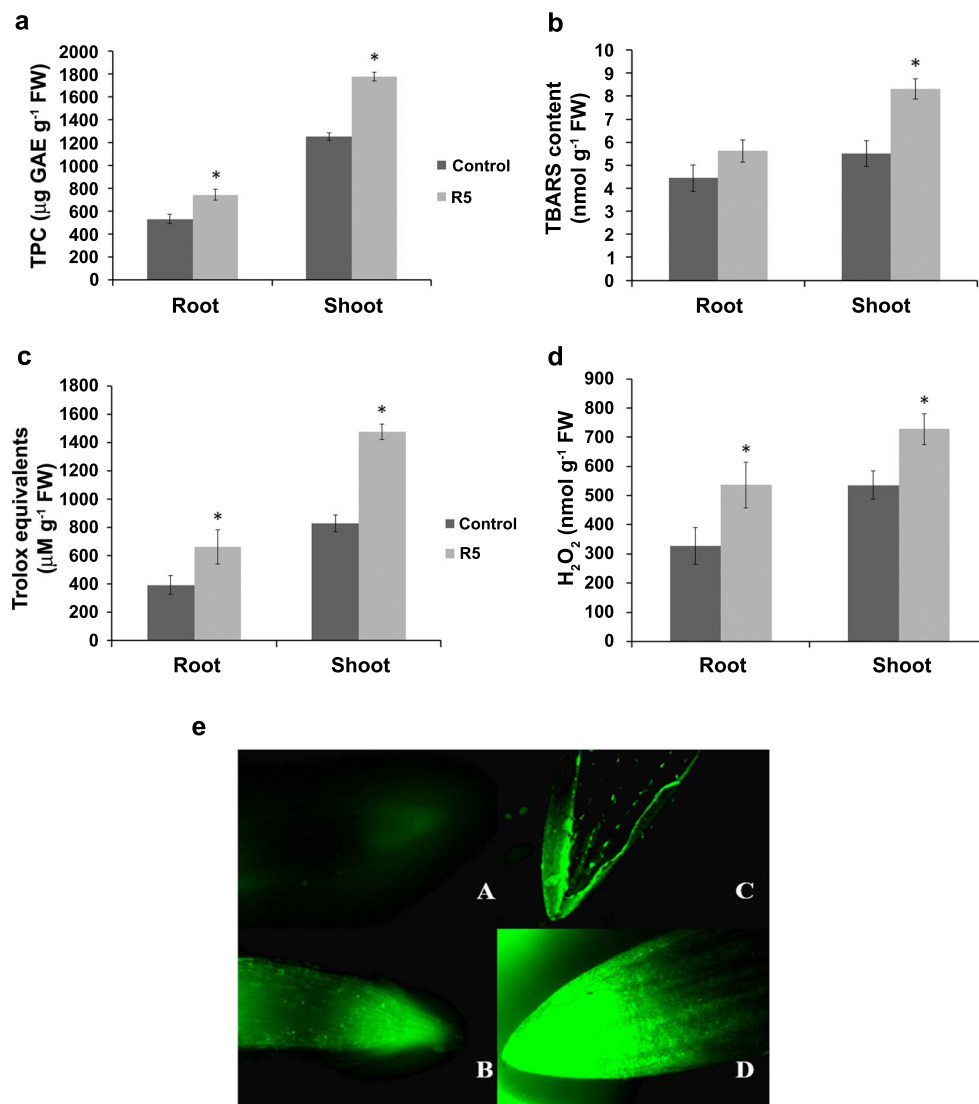 a
TPC (µg GAE g⁻¹ FW)
2000
1800
1600
1400
1200
1000
800
600
400
200
0
*
*
Root
Shoot
Control
R5
b
TBARS content
(nmol g⁻¹ FW)
10
9
8
7
6
5
4
3
2
1
0
*
Root
Shoot
c
Trolox equivalents
(µM g⁻¹ FW)
1800
1600
1400
1200
1000
800
600
400
200
0
*
*
Root
Shoot
Control
R5
d
H₂O₂ (nmol g⁻¹ FW
900
800
700
600
500
400
300
200
100
0
*
*
Root
Shoot
e
A
C
B
D